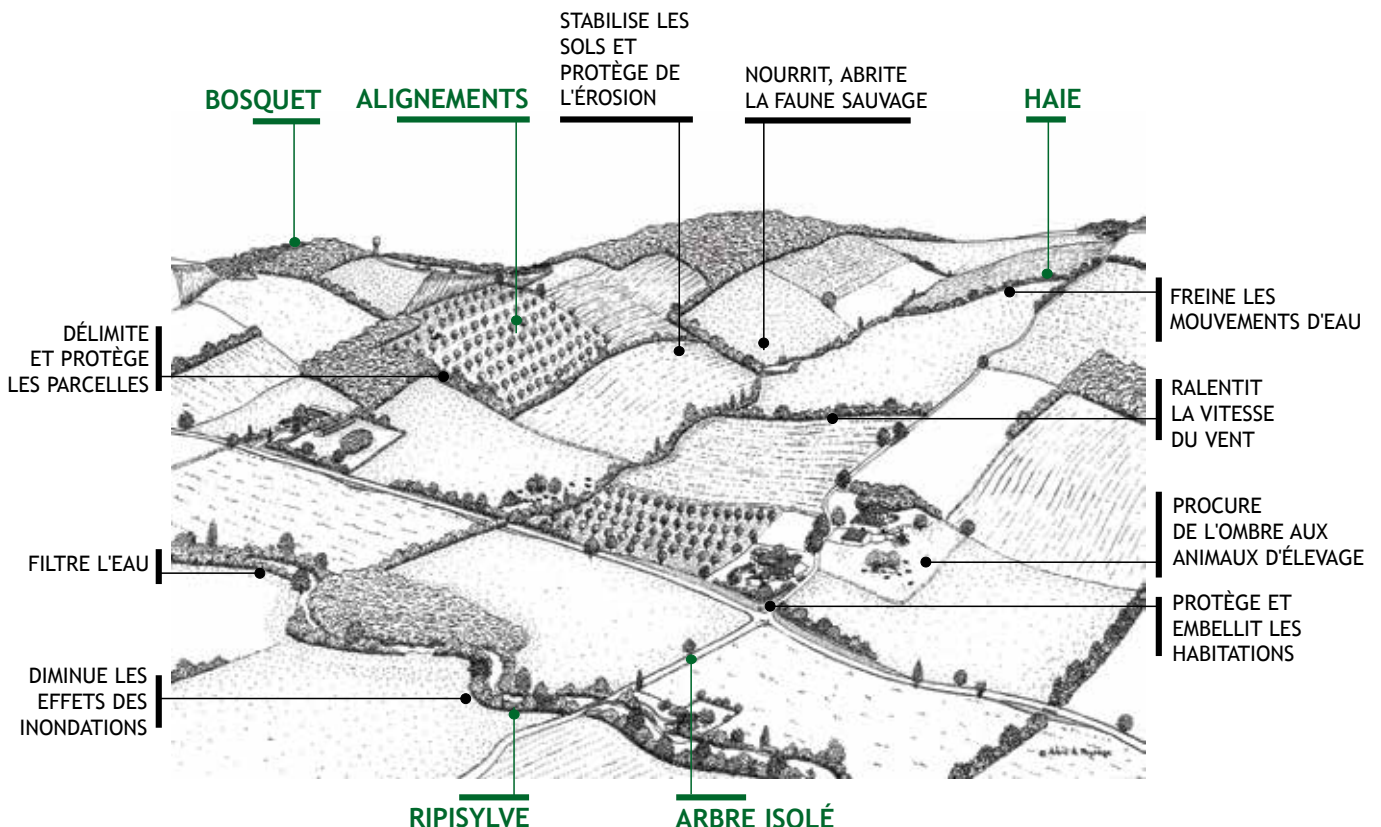 STABILISE LES
SOLS ET
PROTÈGE DE
L'ÉROSION
NOURRIT, ABRITE
LA FAUNE SAUVAGE
BOSQUET
ALIGNEMENTS
HAIE
FREINE LES
MOUVEMENTS D'EAU
DÉLIMITE
ET PROTÈGE
LES PARCELLES
RALENTIT
LA VITESSE
DU VENT
PROCURE
DE L'OMBRE AUX
ANIMAUX D'ÉLEVAGE
FILTRE L'EAU
PROTÈGE ET
EMBELLIT LES
HABITATIONS
DIMINUE LES
EFFETS DES
INONDATIONS
RIPISYLVE
ARBRE ISOLÉ